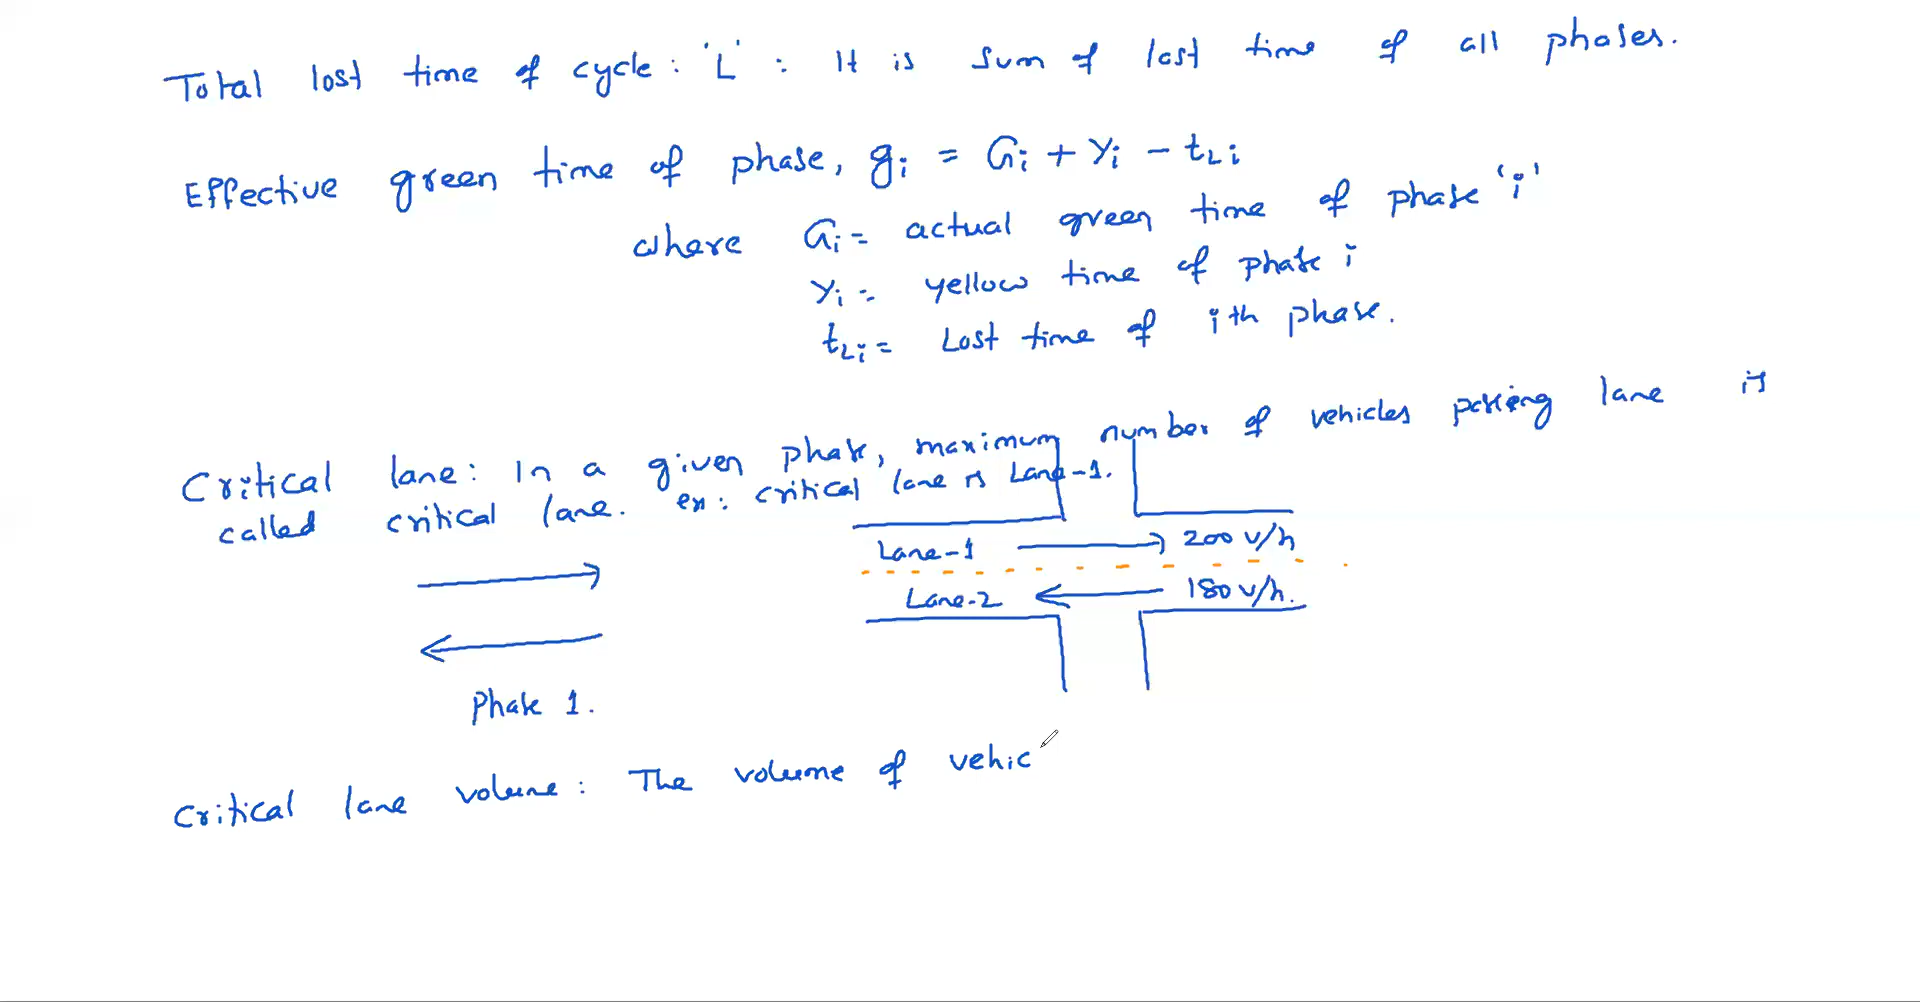 Total lost time of cycle: 'L' : It is sum of lost time of all phases.
Effective green time of phase, gi = Gi + Yi - tLi
where Gi = actual green time of phase 'i'
Yi = yellow time of phase i
tLi = Lost time of ith phase.
Critical lane: In a given phase, maximum number of vehicles passing lane is
called critical lane. ex: critical lane is Lane-1.
Lane-1 200 v/h
Lane-2 180 v/h.
Phase 1.
Critical lane volume: The volume of vehic